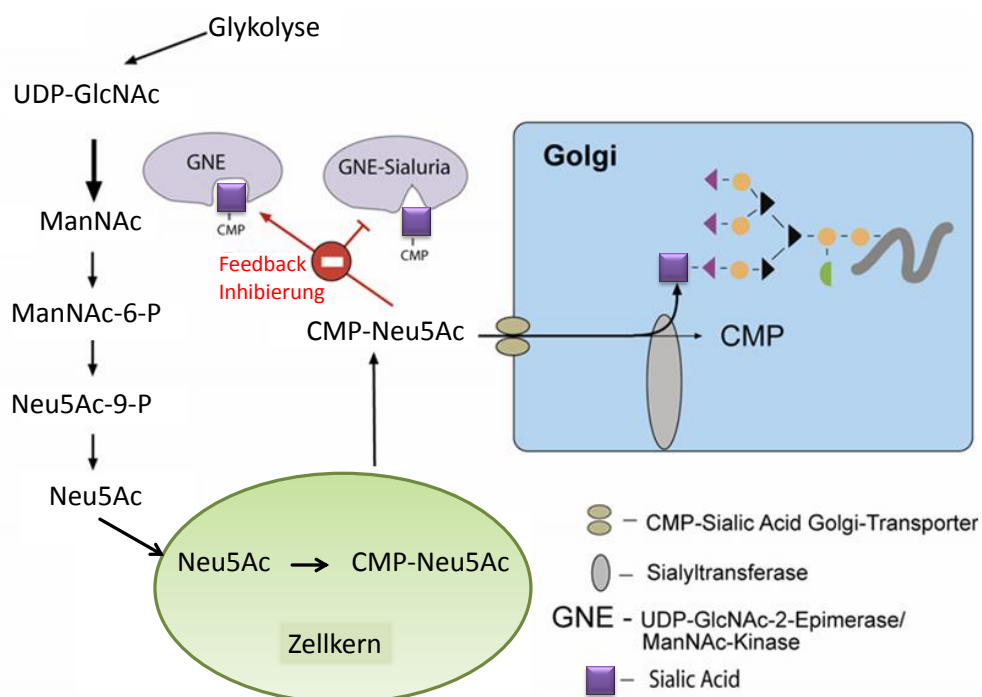 Glykolyse
UDP-GlcNAc
ManNAc
ManNAc-6-P
Neu5Ac-9-P
Neu5Ac
GNE
CMP
GNE-Sialuria
CMP
Feedback
Inhibierung
CMP-Neu5Ac
Golgi
CMP
Neu5Ac
CMP-Neu5Ac
Zellkern
– CMP-Sialic Acid Golgi-Transporter
– Sialyltransferase
GNE - UDP-GlcNAc-2-Epimerase/
ManNAc-Kinase
– Sialic Acid